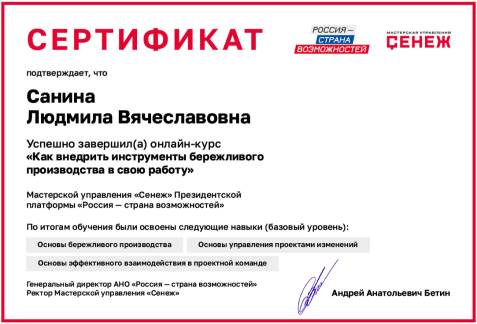 СЕРТИФИКАТ
РОССИЯ –
СТРАНА
ВОЗМОЖНОСТЕЙ
МАСТЕРСКАЯ УПРАВЛЕНИЯ
СЕНЕЖ
подтверждает, что
Санина
Людмила Вячеславовна
Успешно завершил(а) онлайн-курс
«Как внедрить инструменты бережливого
производства в свою работу»
Мастерской управления «Сенеж» Президентской
платформы «Россия — страна возможностей»
По итогам обучения были освоены следующие навыки (базовый уровень):
Основы бережливого производства
Основы управления проектами изменений
Основы эффективного взаимодействия в проектной команде
Генеральный директор АНО «Россия — страна возможностей»
Ректор Мастерской управления «Сенеж»
Андрей Анатольевич Бетин